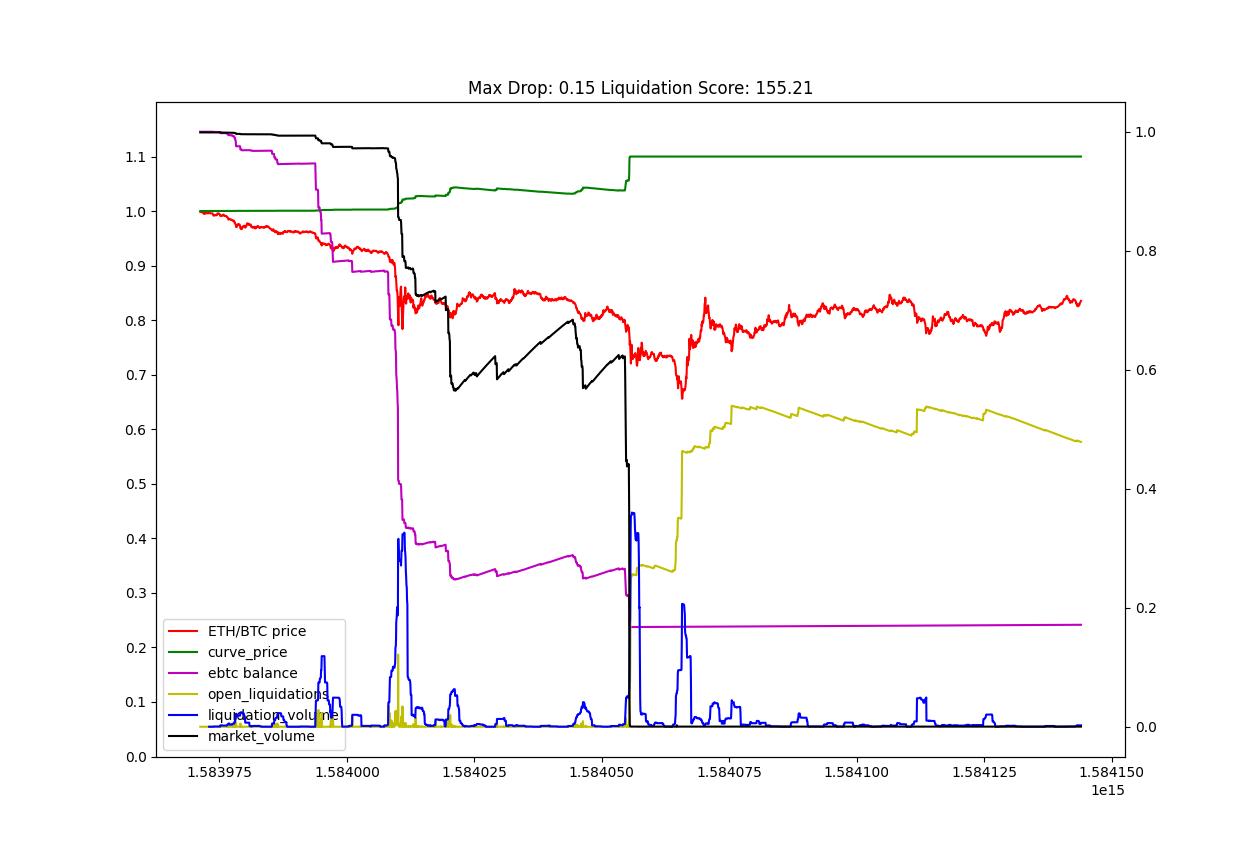 Max Drop: 0.15 Liquidation Score: 155.21
1.1
1.0
0.9
0.8
0.7
0.6
0.5
0.4
0.3
0.2
0.1
0.0
1.0
0.8
0.6
0.4
0.2
0.0
ETH/BTC price
curve_price
ebtc balance
open_liquidations
liquidation_volume
market_volume
1.583975 1.584000 1.584025 1.584050 1.584075 1.584100 1.584125 1.584150
1e15